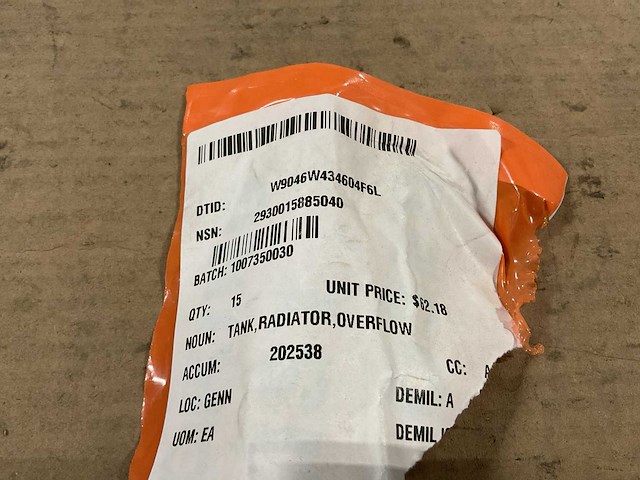 DTID: W9046W434604F6L
NSN: 2930015885040
BATCH: 1007350030
QTY: 15 UNIT PRICE: $62.18
NOUN: TANK,RADIATOR,OVERFLOW
ACCUM: 202538 CC:
LOC: GENN DEMIL: A
UOM: EA DEMIL